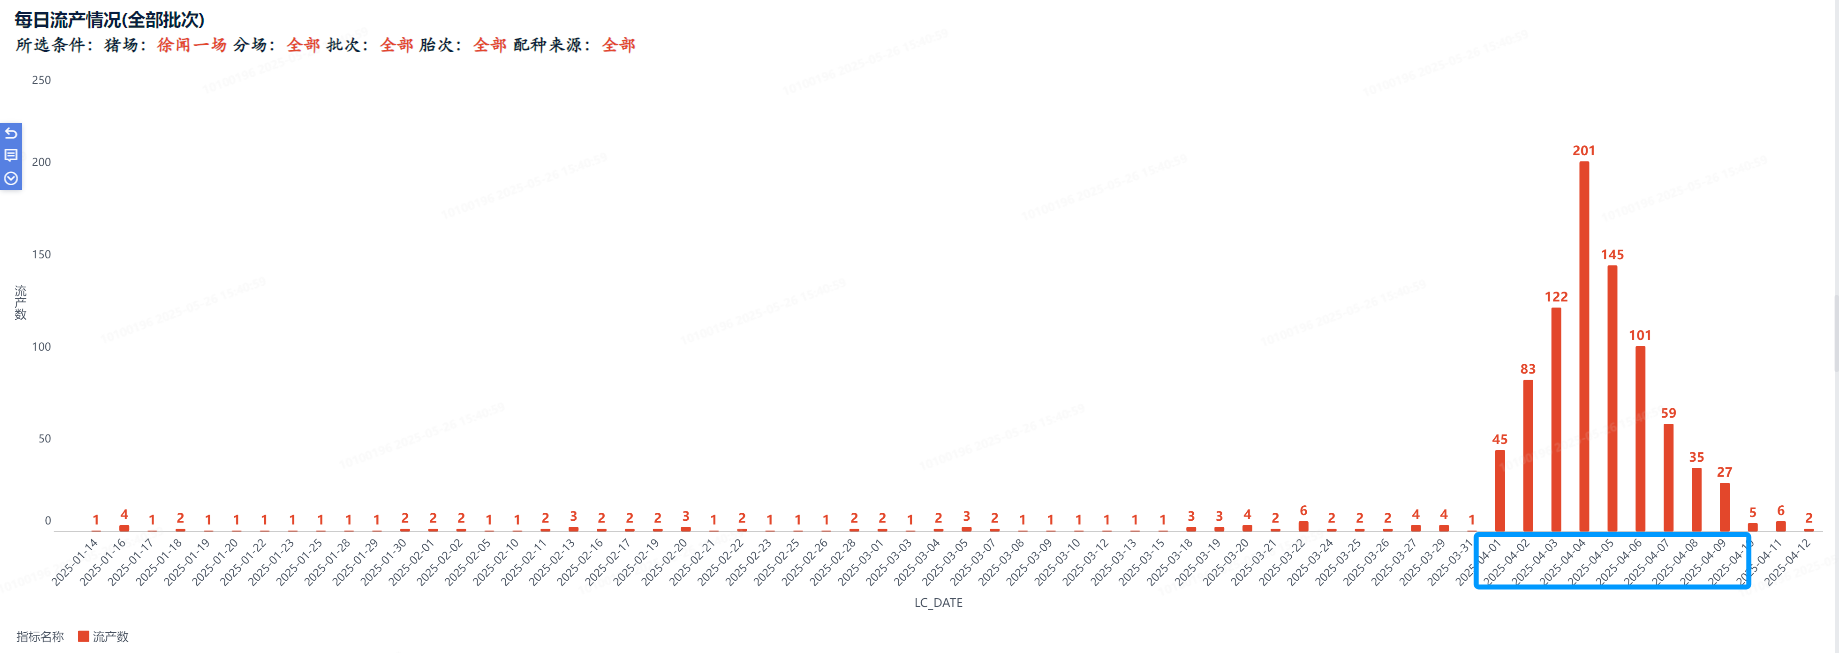 每日流产情况(全部批次)
所选条件：猪场：徐闻一场 分场：全部 批次：全部 胎次：全部 配种来源：全部
250
200
150
100
50
0
流产数
1 4 1 2 1 1 1 1 1 1 1 2 2 2 1 1 2 3 2 2 2 3 1 2 1 1 1 2 2 1 2 3 2 1 1 1 1 1 1 3 3 4 2 6 2 2 2 4 4 1 45 83 122 201 145 101 59 35 27 5 6 2
2025-01-14 2025-01-16 2025-01-17 2025-01-18 2025-01-19 2025-01-20 2025-01-22 2025-01-23 2025-01-25 2025-01-28 2025-01-29 2025-01-30 2025-02-01 2025-02-02 2025-02-05 2025-02-10 2025-02-11 2025-02-13 2025-02-16 2025-02-17 2025-02-19 2025-02-20 2025-02-21 2025-02-22 2025-02-23 2025-02-25 2025-02-26 2025-02-28 2025-03-01 2025-03-03 2025-03-04 2025-03-05 2025-03-07 2025-03-08 2025-03-09 2025-03-10 2025-03-12 2025-03-13 2025-03-15 2025-03-18 2025-03-19 2025-03-20 2025-03-21 2025-03-22 2025-03-24 2025-03-25 2025-03-26 2025-03-27 2025-03-29 2025-03-31 2025-04-01 2025-04-02 2025-04-03 2025-04-04 2025-04-05 2025-04-06 2025-04-07 2025-04-08 2025-04-09 2025-04-10 2025-04-11 2025-04-12
LC_DATE
指标名称 流产数